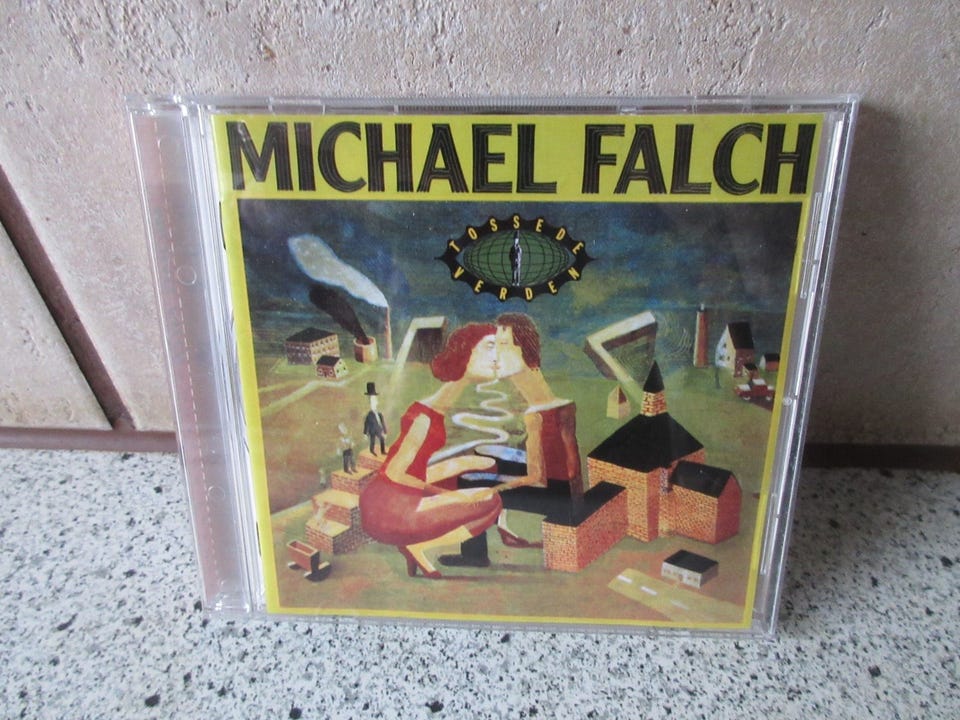 MICHAEL FALCH
TOSSEDE
VERDEN